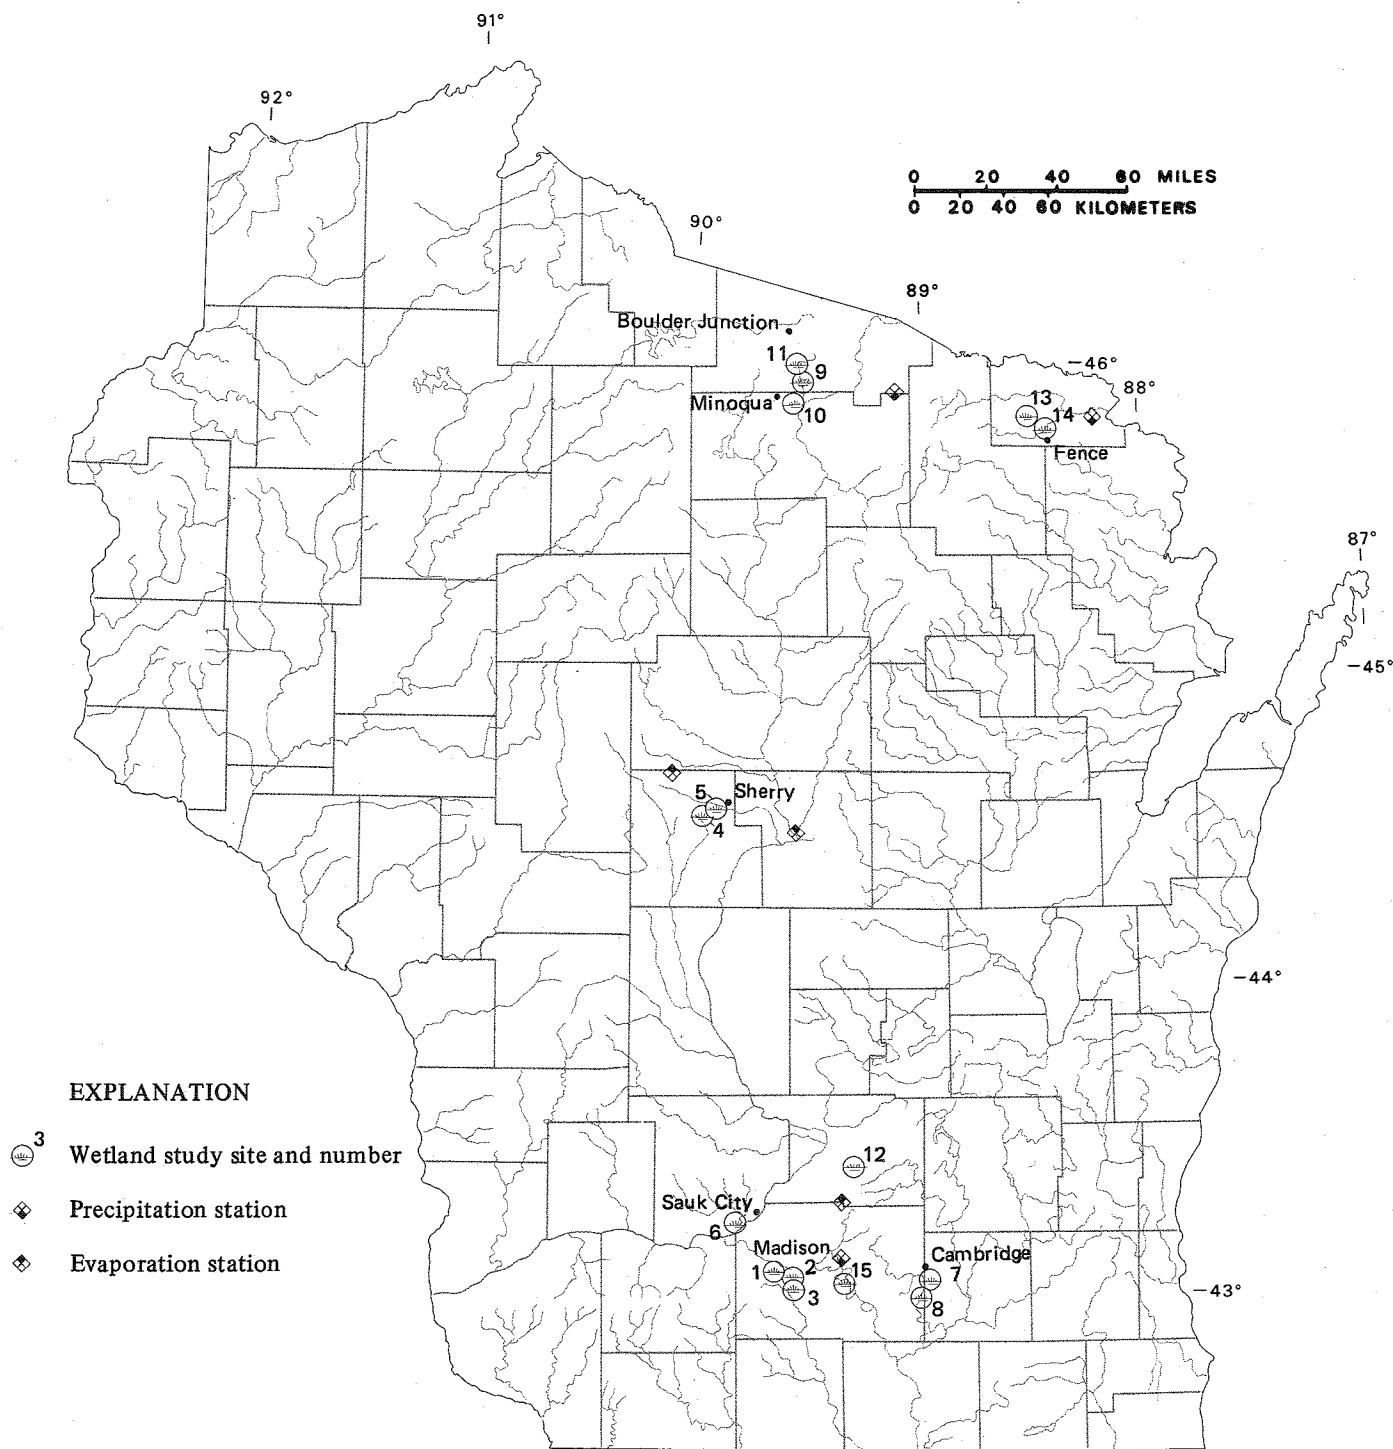 91°
92°
0 20 40 60 MILES
0 20 40 60 KILOMETERS
90°
89°
Boulder Junction
11
9
Minoqua
10
46°
88°
13
14
Fence
87°
45°
5
Sherry
4
44°
EXPLANATION
3
Wetland study site and number
Precipitation station
Evaporation station
12
Sauk City
6
Madison
1
2
3
15
Cambridge
7
8
43°